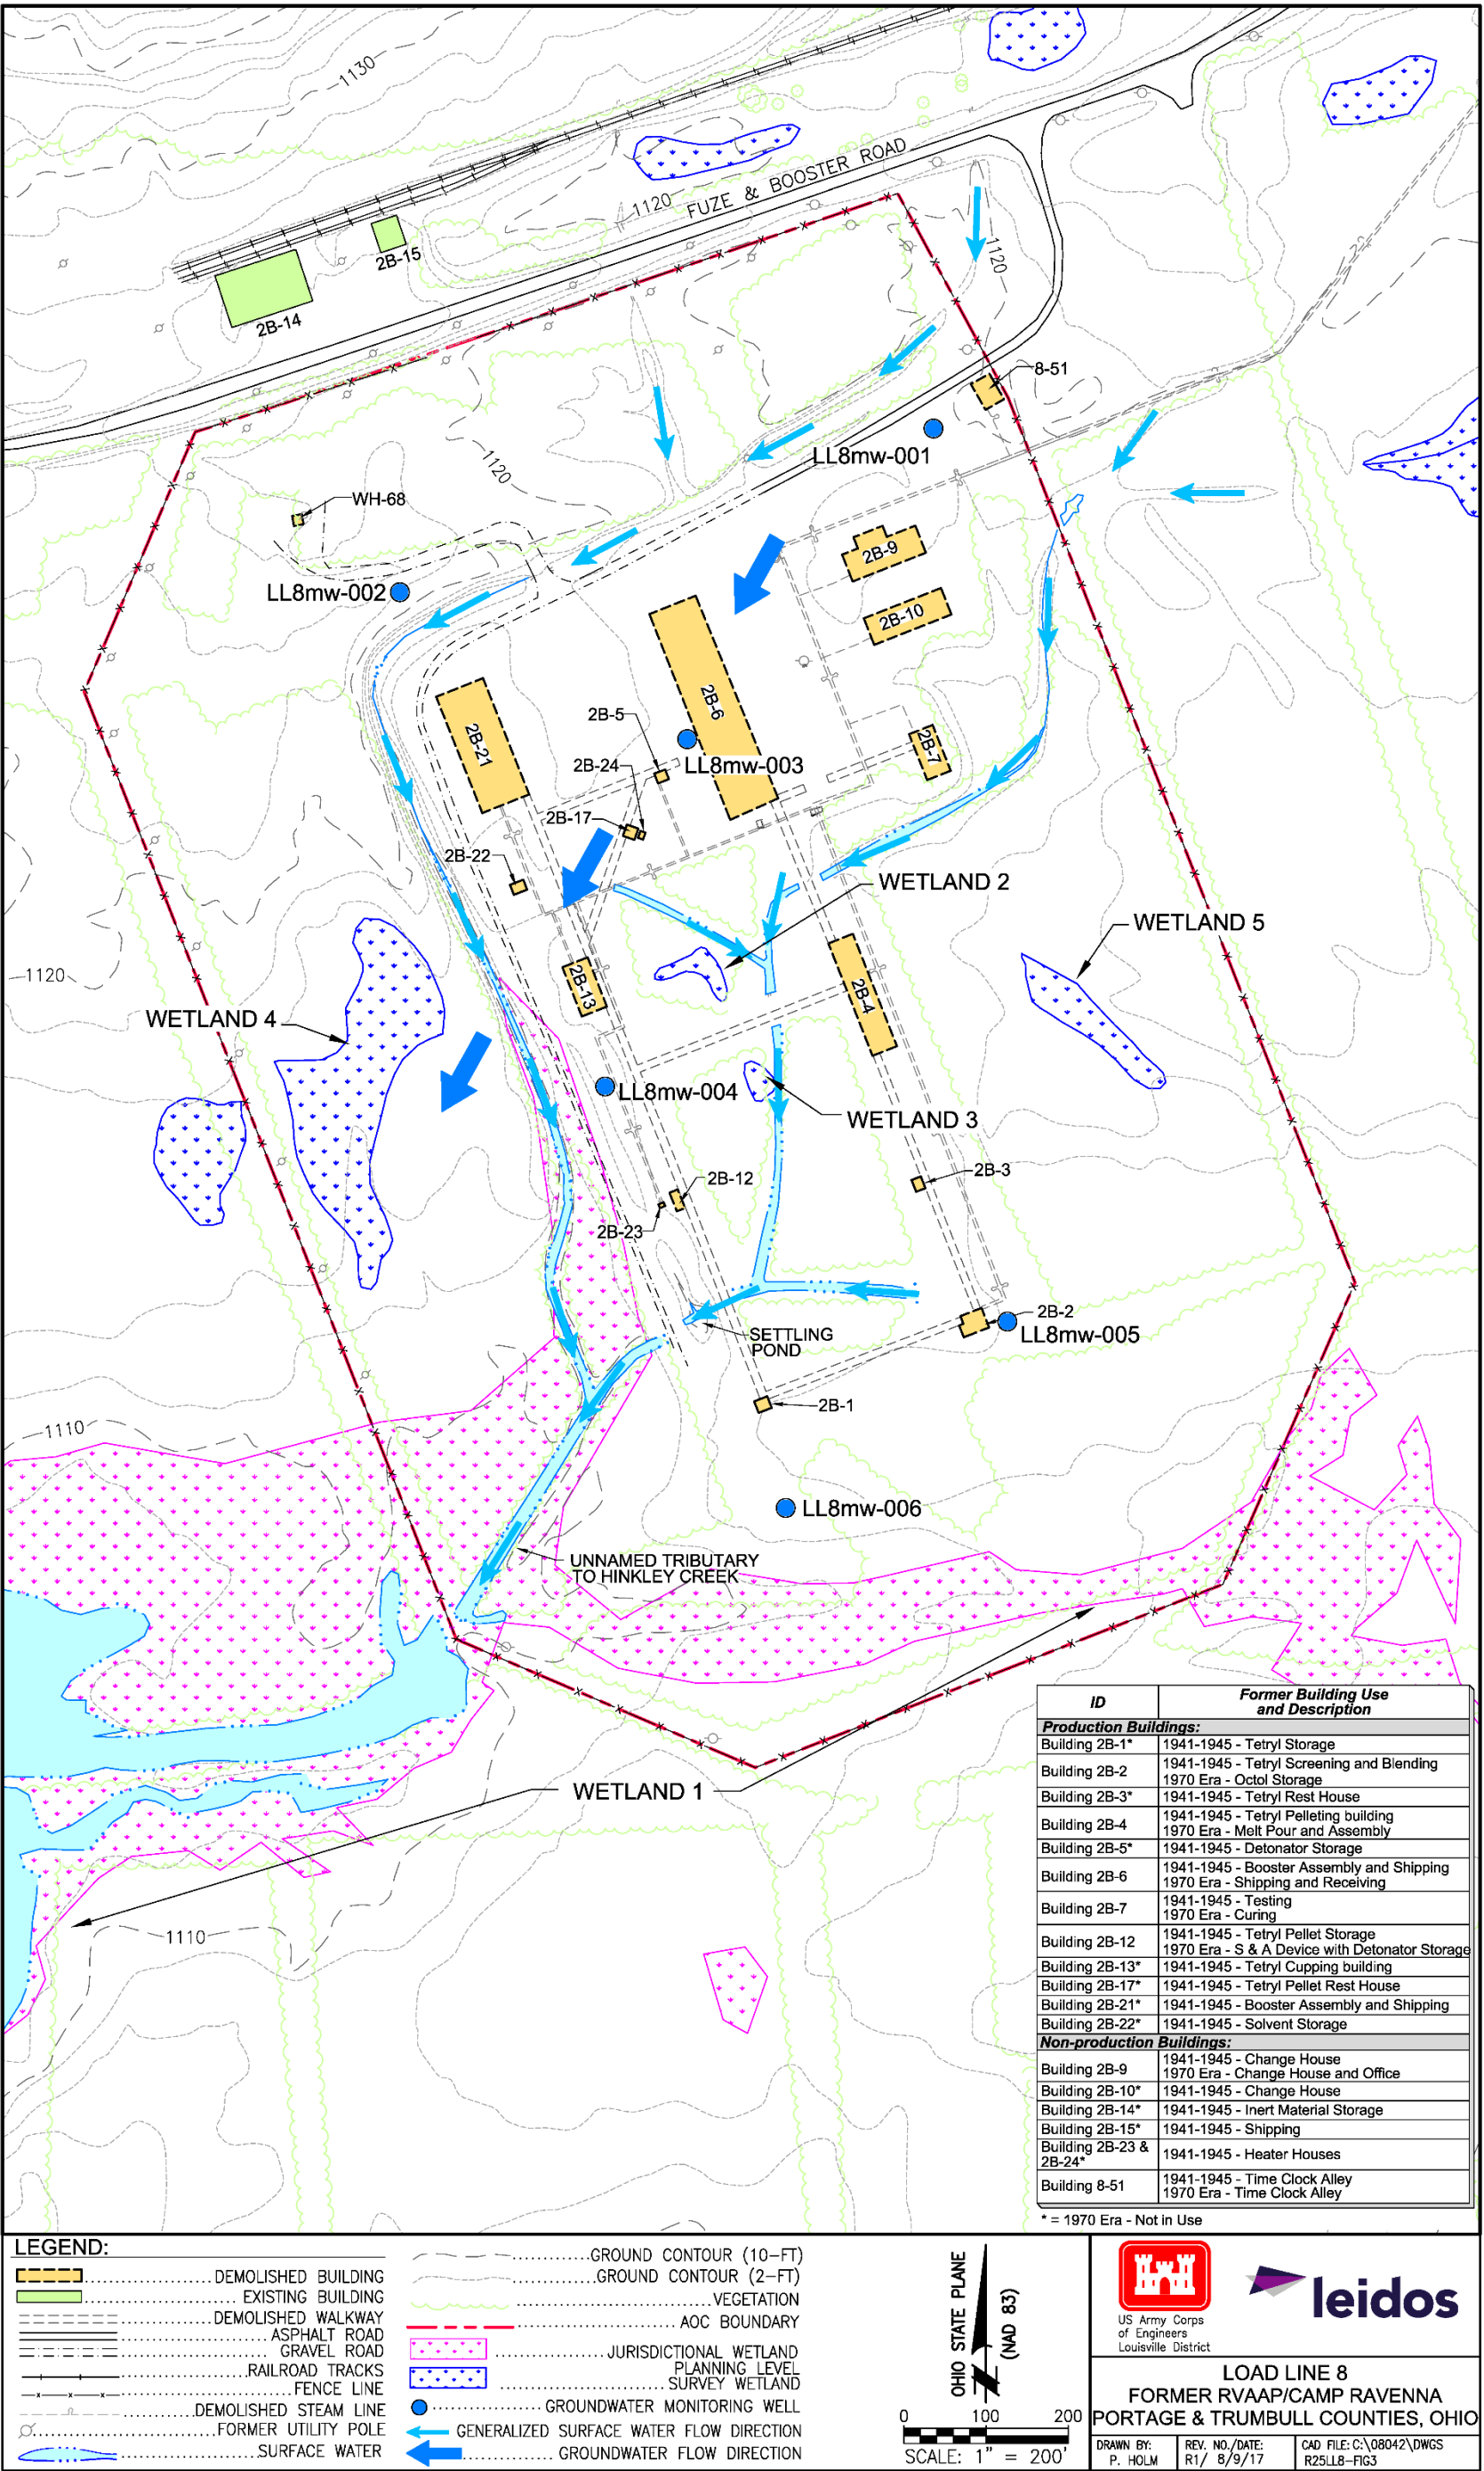 1130
FUZE & BOOSTER ROAD
1120
2B-15
2B-14
1120
8-51
LL8mw-001
1120
WH-68
LL8mw-002
2B-9
2B-10
2B-6
2B-5
2B-21
2B-7
LL8mw-003
2B-24
2B-17
2B-22
WETLAND 2
WETLAND 5
1120
2B-13
2B-4
WETLAND 4
LL8mw-004
WETLAND 3
2B-12
2B-3
2B-23
2B-2
LL8mw-005
SETTLING
POND
2B-1
1110
LL8mw-006
UNNAMED TRIBUTARY
TO HINKLEY CREEK
WETLAND 1
1110
ID Former Building Use
and Description
Production Buildings:
Building 2B-1* 1941-1945 - Tetryl Storage
Building 2B-2 1941-1945 - Tetryl Screening and Blending
1970 Era - Octol Storage
Building 2B-3* 1941-1945 - Tetryl Rest House
Building 2B-4 1941-1945 - Tetryl Pelleting building
1970 Era - Melt Pour and Assembly
Building 2B-5* 1941-1945 - Detonator Storage
Building 2B-6 1941-1945 - Booster Assembly and Shipping
1970 Era - Shipping and Receiving
Building 2B-7 1941-1945 - Testing
1970 Era - Curing
Building 2B-12 1941-1945 - Tetryl Pellet Storage
1970 Era - S & A Device with Detonator Storage
Building 2B-13* 1941-1945 - Tetryl Cupping building
Building 2B-17* 1941-1945 - Tetryl Pellet Rest House
Building 2B-21* 1941-1945 - Booster Assembly and Shipping
Building 2B-22* 1941-1945 - Solvent Storage
Non-production Buildings:
Building 2B-9 1941-1945 - Change House
1970 Era - Change House and Office
Building 2B-10* 1941-1945 - Change House
Building 2B-14* 1941-1945 - Inert Material Storage
Building 2B-15* 1941-1945 - Shipping
Building 2B-23 &
2B-24* 1941-1945 - Heater Houses
Building 8-51 1941-1945 - Time Clock Alley
1970 Era - Time Clock Alley
* = 1970 Era - Not in Use
LEGEND:
DEMOLISHED BUILDING
EXISTING BUILDING
DEMOLISHED WALKWAY
ASPHALT ROAD
GRAVEL ROAD
RAILROAD TRACKS
FENCE LINE
DEMOLISHED STEAM LINE
FORMER UTILITY POLE
SURFACE WATER
GROUND CONTOUR (10-FT)
GROUND CONTOUR (2-FT)
VEGETATION
AOC BOUNDARY
JURISDICTIONAL WETLAND
PLANNING LEVEL
SURVEY WETLAND
GROUNDWATER MONITORING WELL
GENERALIZED SURFACE WATER FLOW DIRECTION
GROUNDWATER FLOW DIRECTION
OHIO STATE PLANE
(NAD 83)
0 100 200
SCALE: 1" = 200'
US Army Corps
of Engineers
Louisville District
leidos
LOAD LINE 8
FORMER RVAAP/CAMP RAVENNA
PORTAGE & TRUMBULL COUNTIES, OHIO
DRAWN BY:
P. HOLM
REV. NO./DATE:
R1/ 8/9/17
CAD FILE: C:\08042\DWGS
R25LL8-FIG3